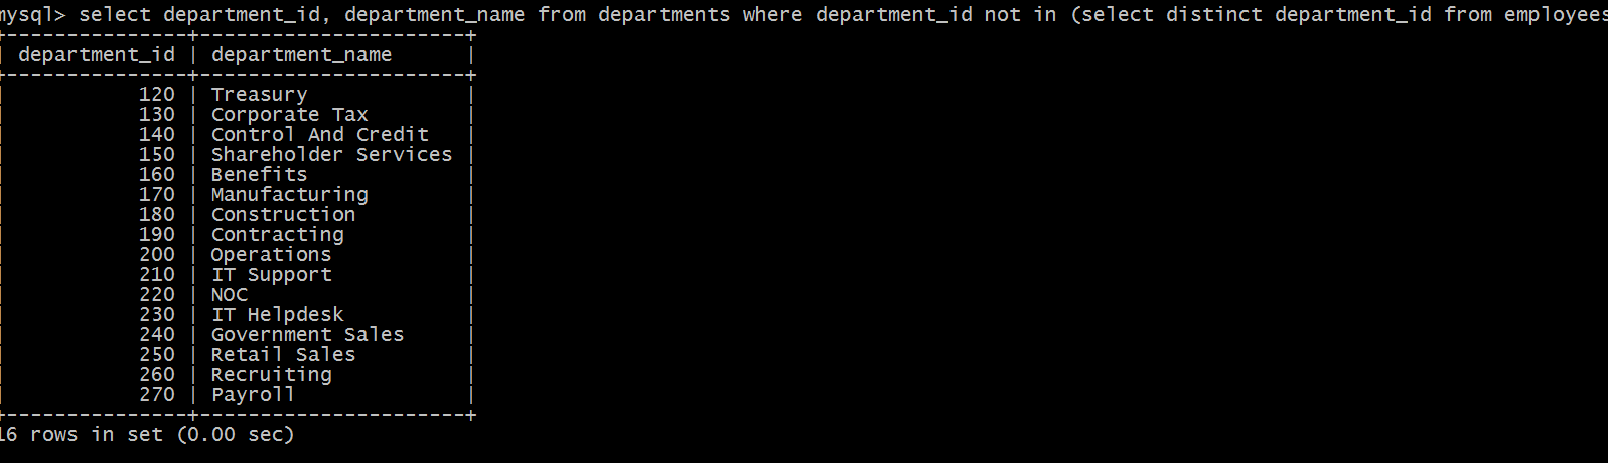 mysql> select department_id, department_name from departments where department_id not in (select distinct department_id from employees
+---------------+----------------------+
| department_id | department_name      |
+---------------+----------------------+
|           120 | Treasury             |
|           130 | Corporate Tax        |
|           140 | Control And Credit   |
|           150 | Shareholder Services |
|           160 | Benefits             |
|           170 | Manufacturing        |
|           180 | Construction         |
|           190 | Contracting          |
|           200 | Operations           |
|           210 | IT Support           |
|           220 | NOC                  |
|           230 | IT Helpdesk          |
|           240 | Government Sales     |
|           250 | Retail Sales         |
|           260 | Recruiting           |
|           270 | Payroll              |
+---------------+----------------------+
16 rows in set (0.00 sec)